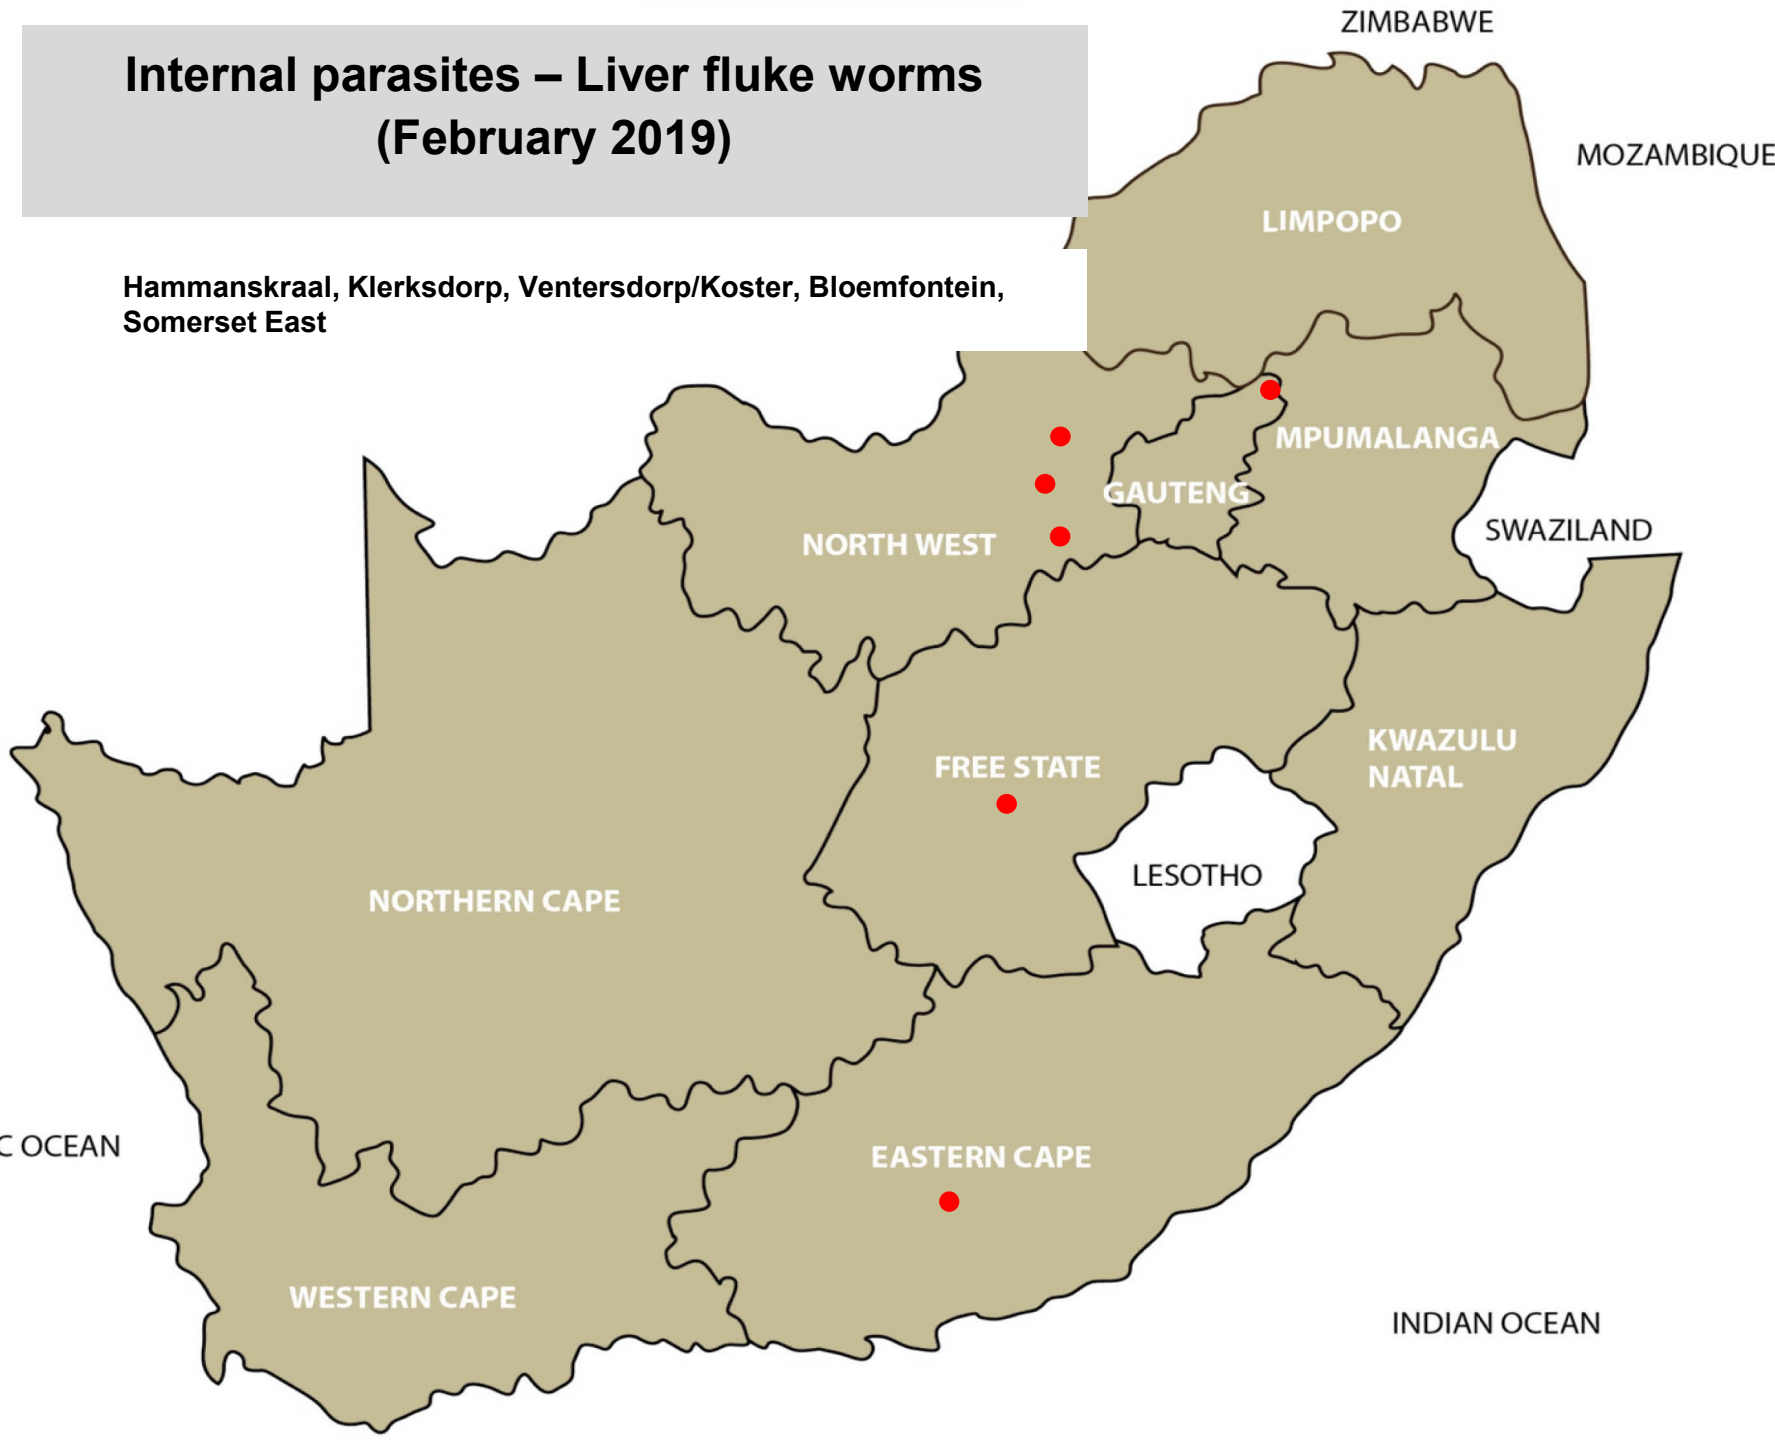 ZIMBABWE
Internal parasites – Liver fluke worms
(February 2019)
MOZAMBIQUE
LIMPOPO
Hammanskraal, Klerksdorp, Ventersdorp/Koster, Bloemfontein,
Somerset East
MPUMALANGA
GAUTENG
SWAZILAND
NORTH WEST
KWAZULU
NATAL
FREE STATE
LESOTHO
NORTHERN CAPE
C OCEAN
EASTERN CAPE
WESTERN CAPE
INDIAN OCEAN